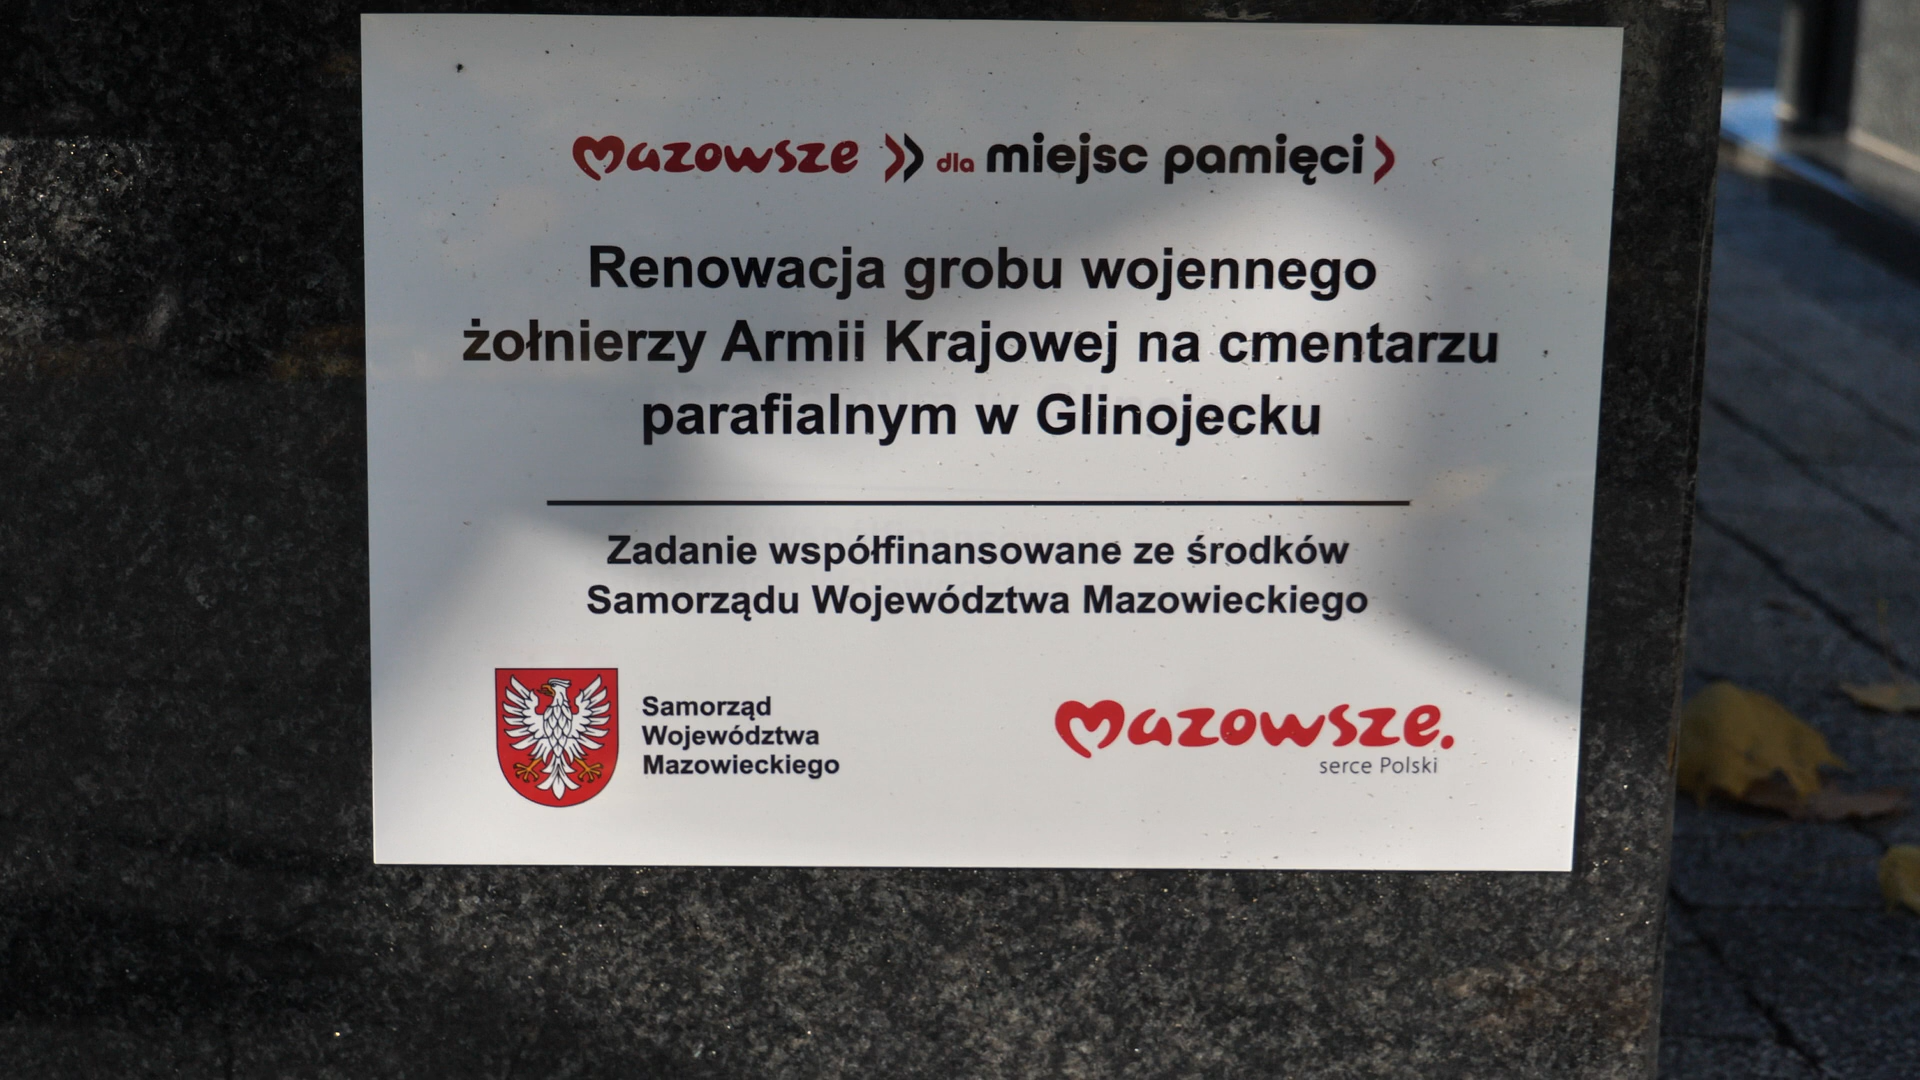 mazowsze dla miejsc pamięci
Renowacja grobu wojennego
żołnierzy Armii Krajowej na cmentarzu
parafialnym w Glinojecku
Zadanie współfinansowane ze środków
Samorządu Województwa Mazowieckiego
Samorząd
Województwa
Mazowieckiego
mazowsze.
serce Polski